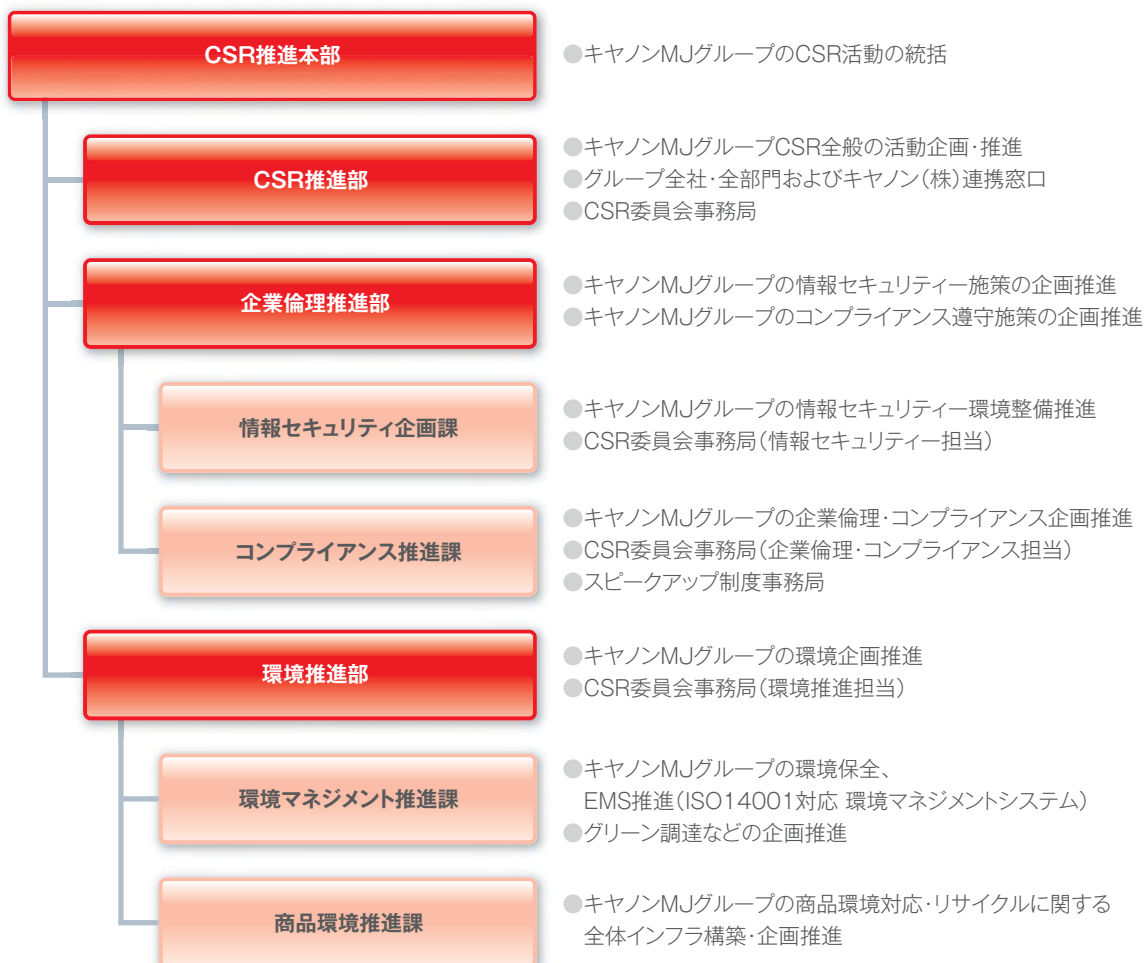 CSR推進本部
●キヤノンMJグループのCSR活動の統括
CSR推進部
●キヤノンMJグループCSR全般の活動企画・推進
●グループ全社・全部門およびキヤノン(株)連携窓口
●CSR委員会事務局
企業倫理推進部
●キヤノンMJグループの情報セキュリティー施策の企画推進
●キヤノンMJグループのコンプライアンス遵守施策の企画推進
情報セキュリティ企画課
●キヤノンMJグループの情報セキュリティー環境整備推進
●CSR委員会事務局(情報セキュリティー担当)
コンプライアンス推進課
●キヤノンMJグループの企業倫理・コンプライアンス企画推進
●CSR委員会事務局(企業倫理・コンプライアンス担当)
●スピークアップ制度事務局
環境推進部
●キヤノンMJグループの環境企画推進
●CSR委員会事務局(環境推進担当)
環境マネジメント推進課
●キヤノンMJグループの環境保全、
EMS推進(ISO14001対応 環境マネジメントシステム)
●グリーン調達などの企画推進
商品環境推進課
●キヤノンMJグループの商品環境対応・リサイクルに関する
全体インフラ構築・企画推進